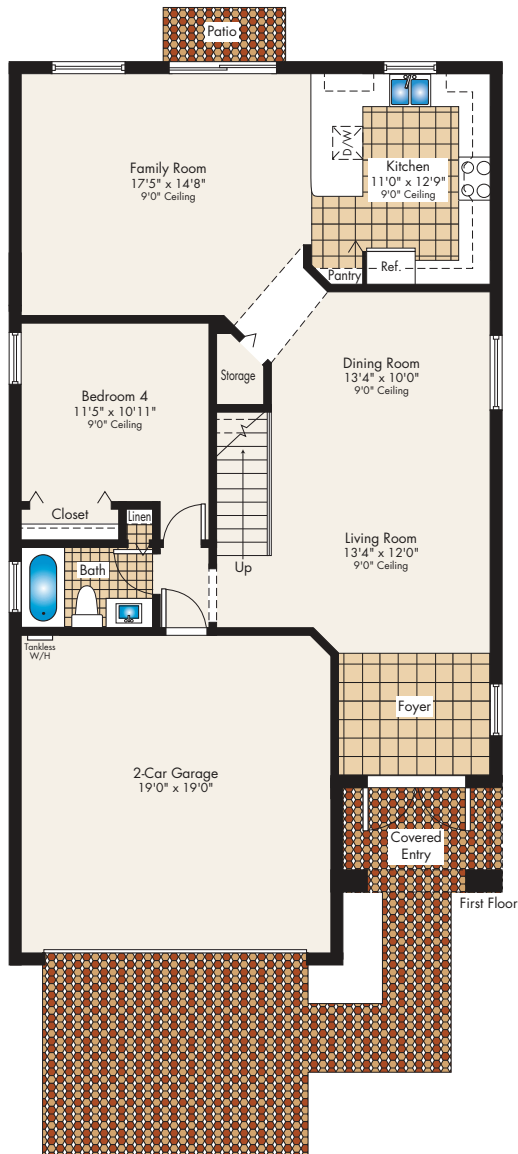 Patio
Family Room
17'5" x 14'8"
9'0" Ceiling
D/W
Kitchen
11'0" x 12'9"
9'0" Ceiling
Pantry
Ref.
Storage
Dining Room
13'4" x 10'0"
9'0" Ceiling
Bedroom 4
11'5" x 10'11"
9'0" Ceiling
Closet
Linen
Living Room
13'4" x 12'0"
9'0" Ceiling
Up
Bath
Tankless
W/H
Foyer
2-Car Garage
19'0" x 19'0"
Covered
Entry
First Floor